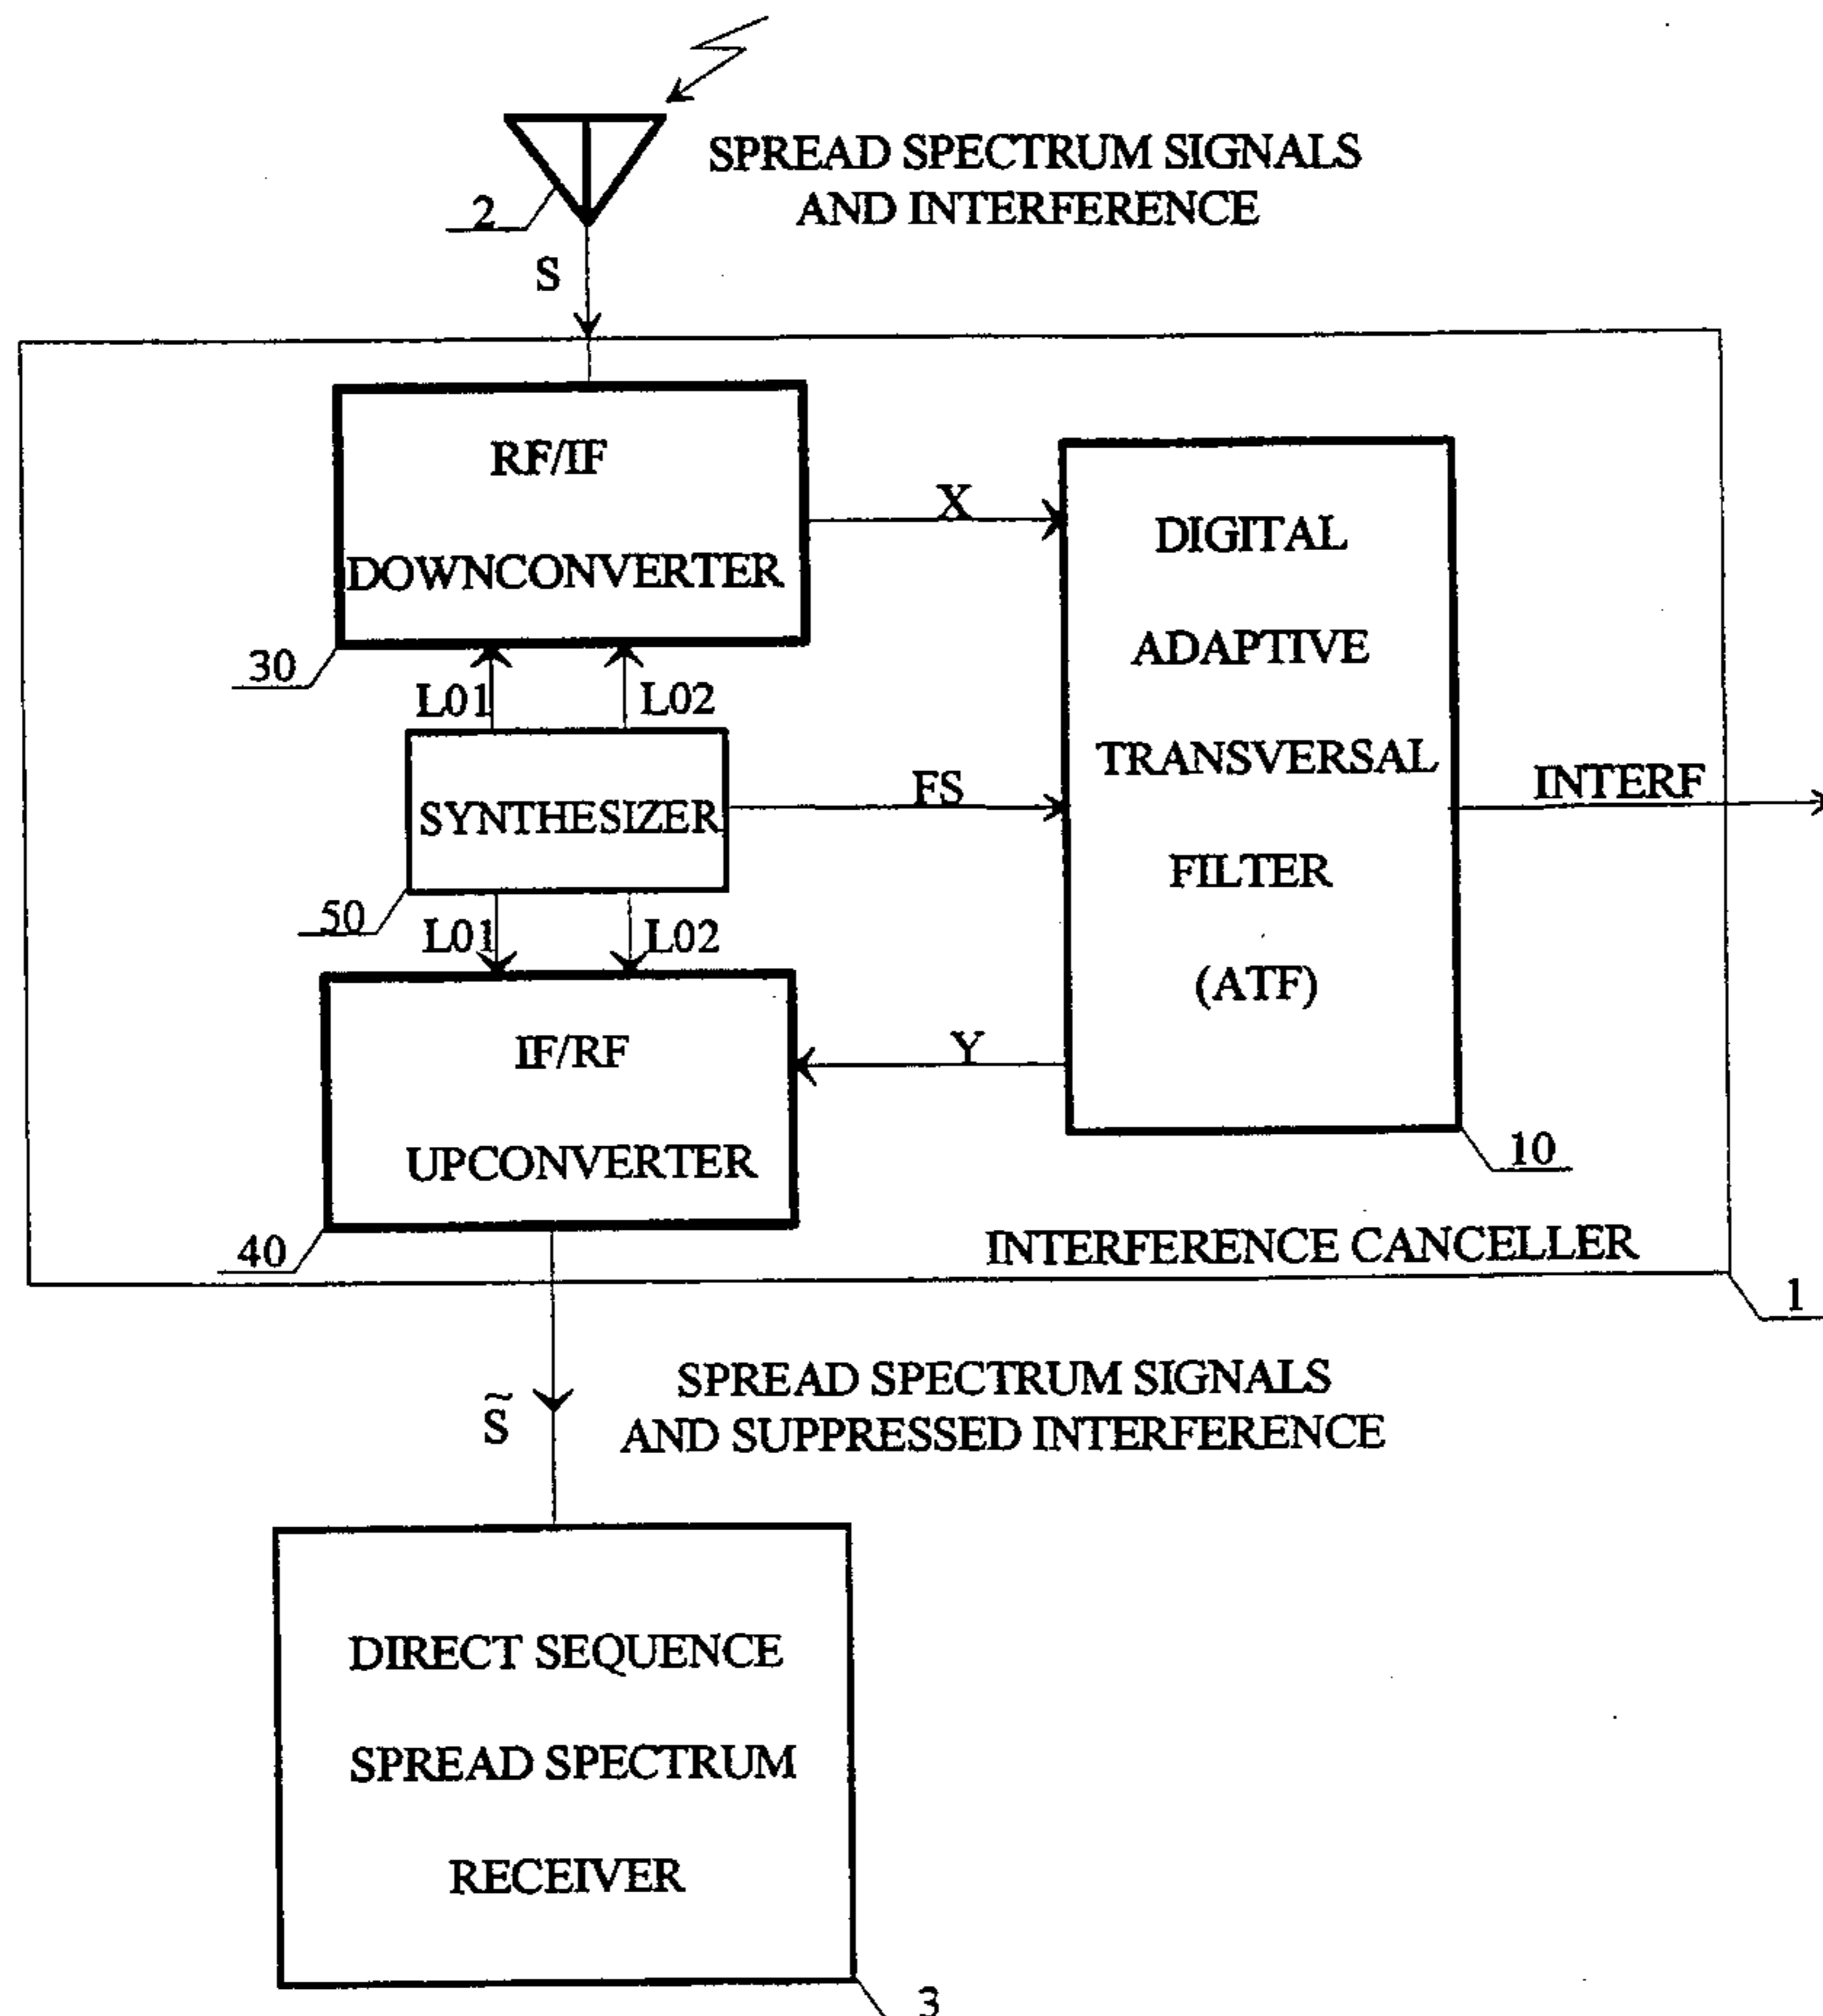 SPREAD SPECTRUM SIGNALS
AND INTERFERENCE
2
S
RF/IF
DOWNCONVERTER
X
DIGITAL
ADAPTIVE
TRANSVERSAL
FILTER
(ATF)
30
L01
L02
SYNTHESIZER
FS
INTERF
50
L01
L02
IF/RF
UPCONVERTER
Y
10
40
INTERFERENCE CANCELLER
1
S̃
SPREAD SPECTRUM SIGNALS
AND SUPPRESSED INTERFERENCE
DIRECT SEQUENCE
SPREAD SPECTRUM
RECEIVER
3